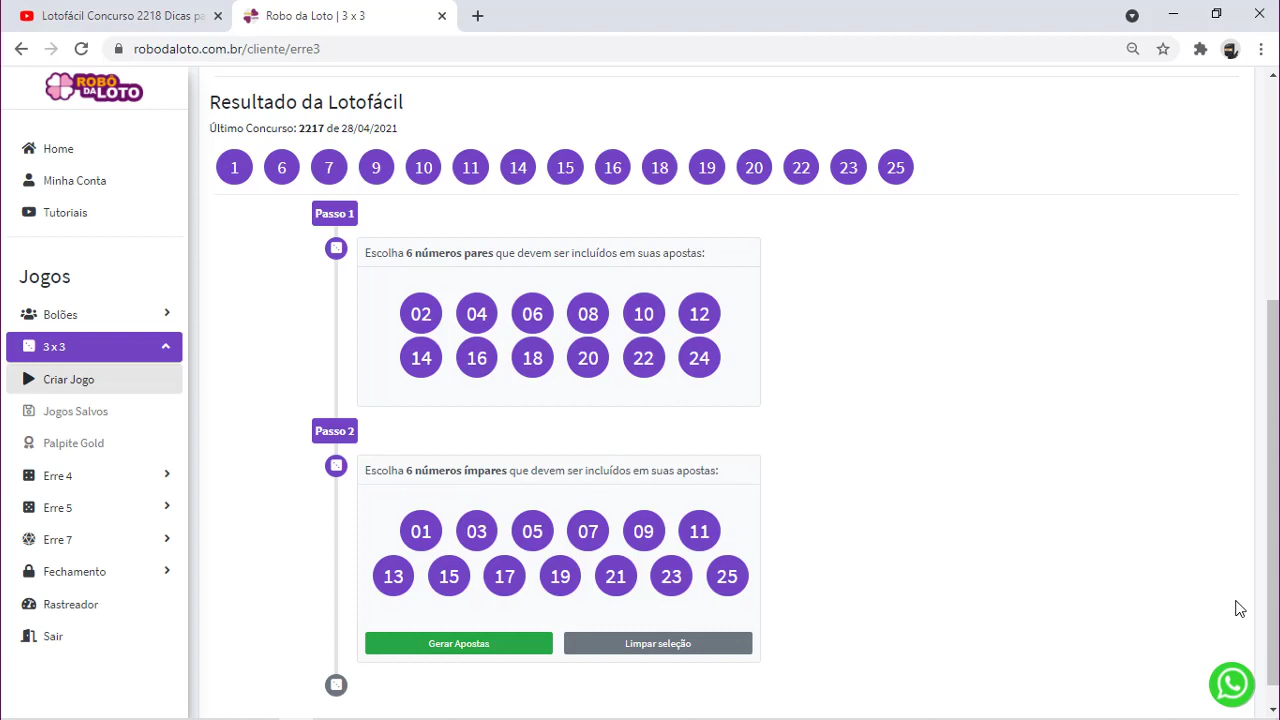 Lotofácil Concurso 2218 Dicas pa
Robo da Loto | 3 x 3
robodaloto.com.br/cliente/erre3
ROBÔ
DA LOTO
Home
Minha Conta
Tutoriais
Jogos
Bolões
3 x 3
Criar Jogo
Jogos Salvos
Palpite Gold
Erre 4
Erre 5
Erre 7
Fechamento
Rastreador
Sair
Resultado da Lotofácil
Último Concurso: 2217 de 28/04/2021
1 6 7 9 10 11 14 15 16 18 19 20 22 23 25
Passo 1
Escolha 6 números pares que devem ser incluídos em suas apostas:
02 04 06 08 10 12
14 16 18 20 22 24
Passo 2
Escolha 6 números ímpares que devem ser incluídos em suas apostas:
01 03 05 07 09 11
13 15 17 19 21 23 25
Gerar Apostas
Limpar seleção